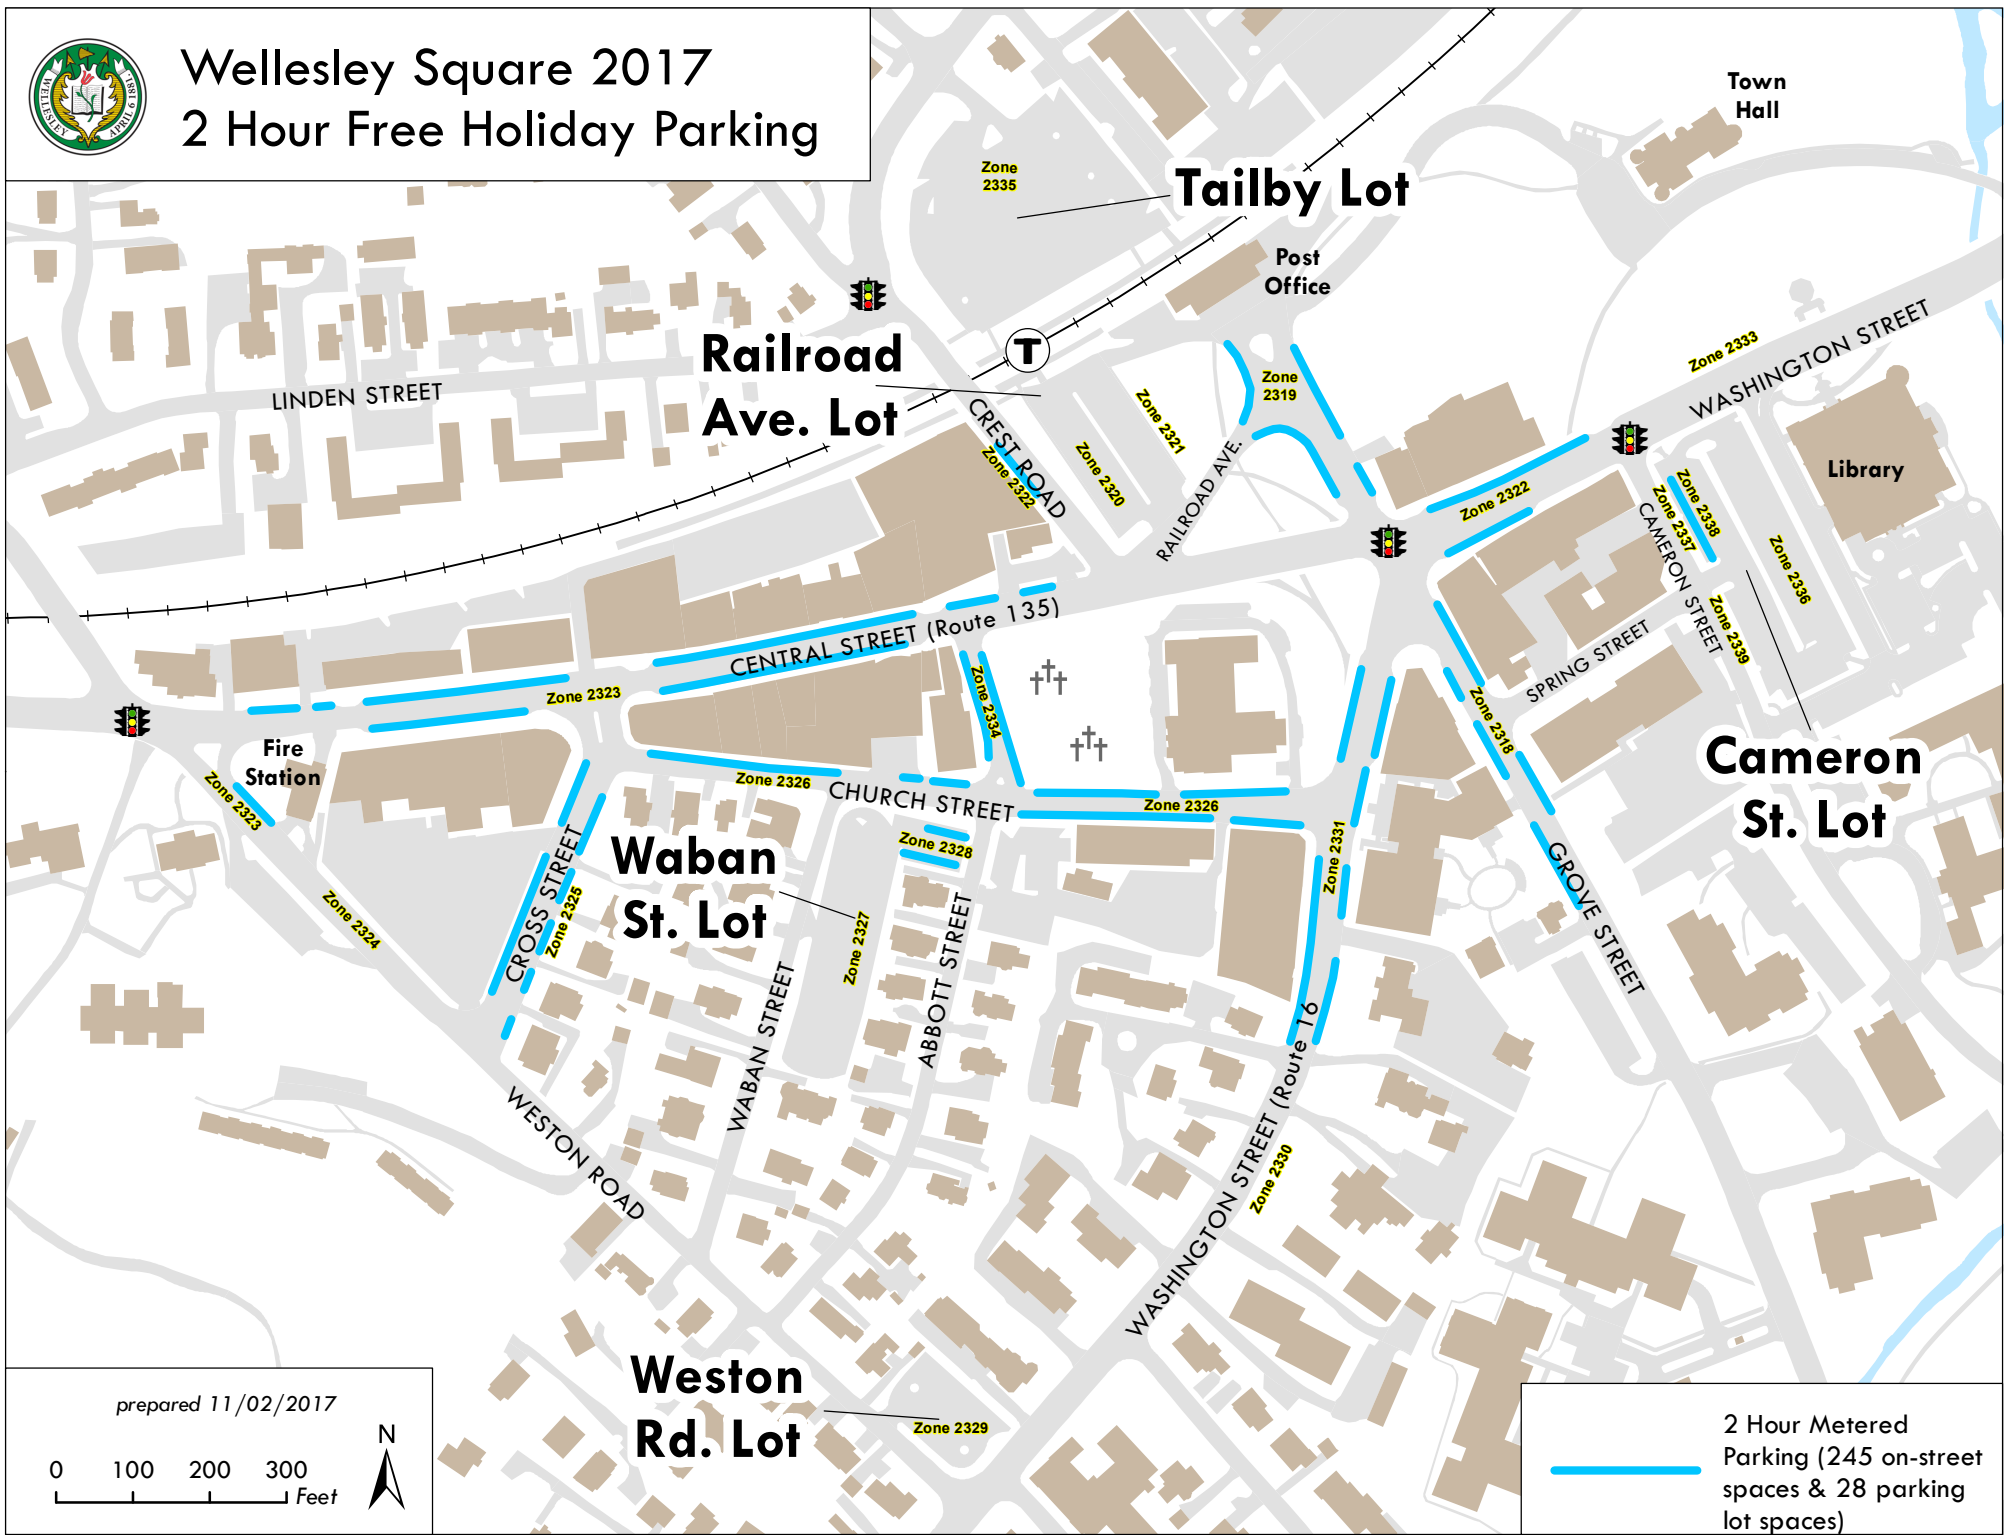 Wellesley Square 2017
2 Hour Free Holiday Parking
WELLESLEY
APRIL 6 1881.
Town
Hall
Zone
2335
Tailby Lot
Post
Office
Railroad
Ave. Lot
T
LINDEN STREET
CREST ROAD
Zone 2322
Zone 2320
Zone 2321
Zone
2319
RAILROAD AVE.
Zone 2333
WASHINGTON STREET
Zone 2322
Library
Zone 2338
Zone 2337
CAMERON STREET
Zone 2336
Zone 2339
SPRING STREET
CENTRAL STREET (Route 135)
Zone 2323
Zone 2334
Zone 2318
Cameron
St. Lot
Fire
Station
Zone 2323
Zone 2326
CHURCH STREET
Zone 2326
Zone 2328
Zone 2331
GROVE STREET
Waban
St. Lot
CROSS STREET
Zone 2325
Zone 2324
Zone 2327
ABBOTT STREET
WABAN STREET
WESTON ROAD
WASHINGTON STREET (Route 16
Zone 2330
Weston
Rd. Lot
Zone 2329
prepared 11/02/2017
N
0 100 200 300
Feet
2 Hour Metered
Parking (245 on-street
spaces & 28 parking
lot spaces)